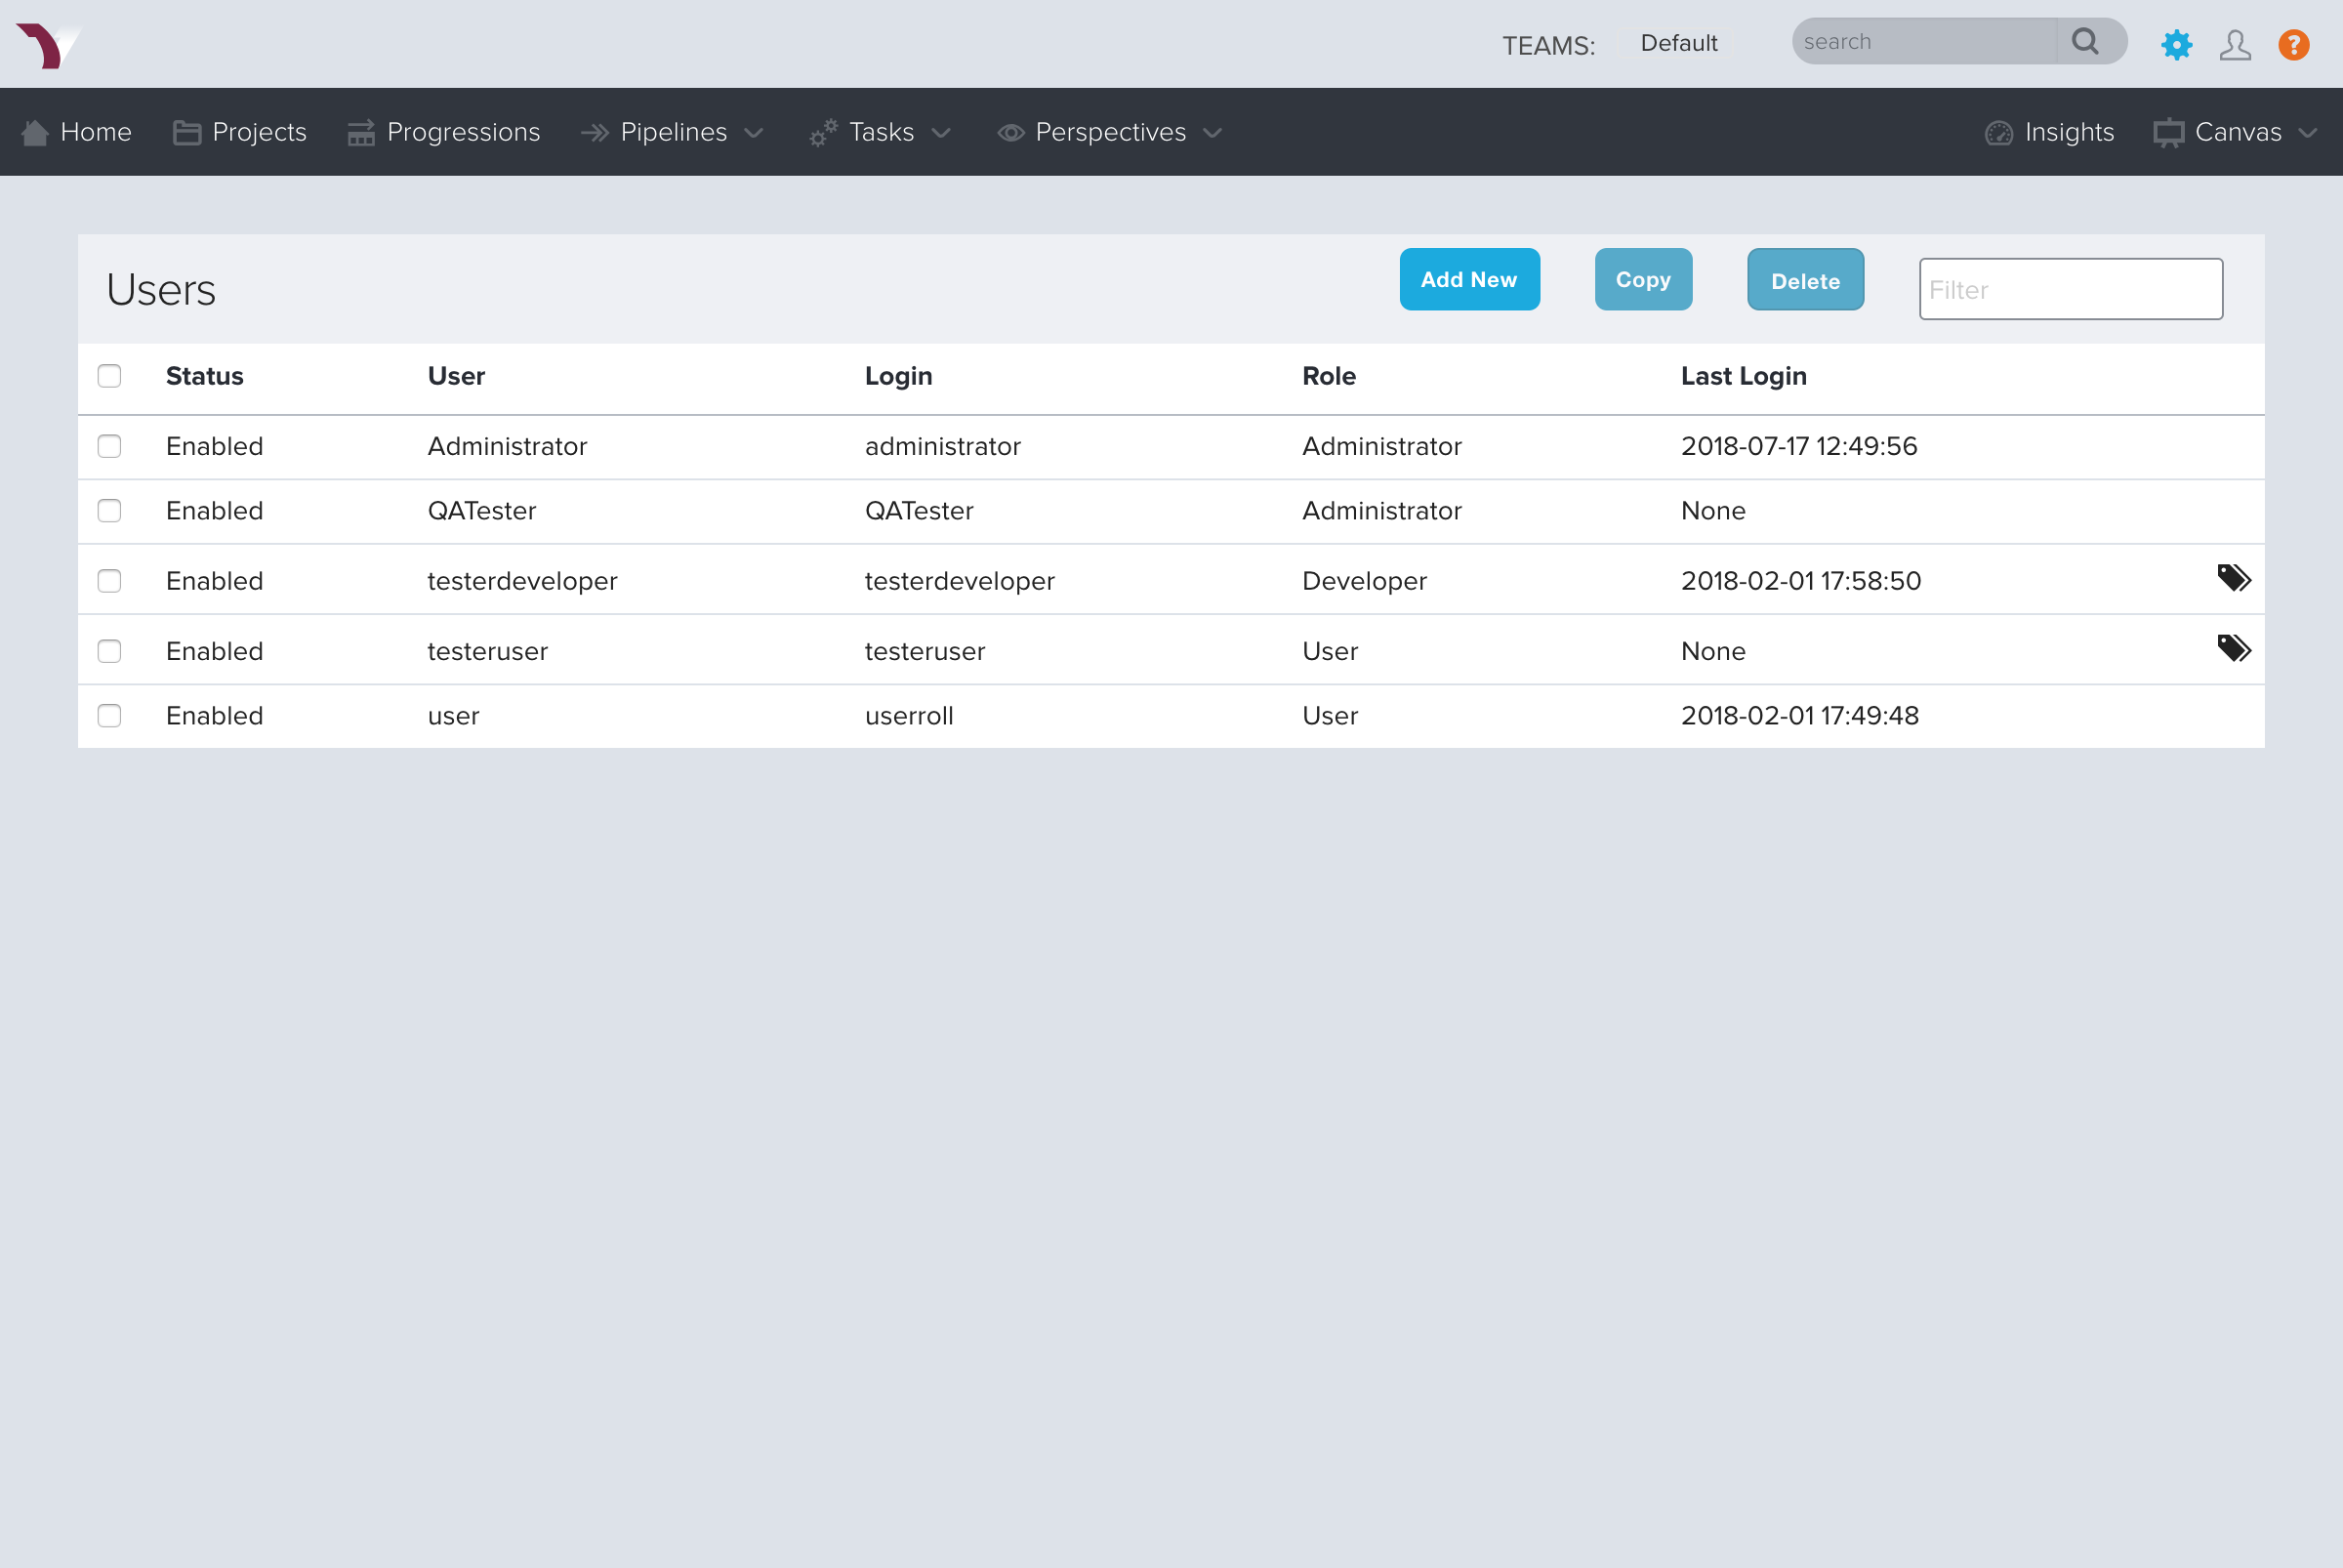 TEAMS: Default search ?
Home Projects Progressions Pipelines Tasks Perspectives Insights Canvas
Users Add New Copy Delete Filter
Status User Login Role Last Login
Enabled Administrator administrator Administrator 2018-07-17 12:49:56
Enabled QATester QATester Administrator None
Enabled testerdeveloper testerdeveloper Developer 2018-02-01 17:58:50
Enabled testeruser testeruser User None
Enabled user userroll User 2018-02-01 17:49:48